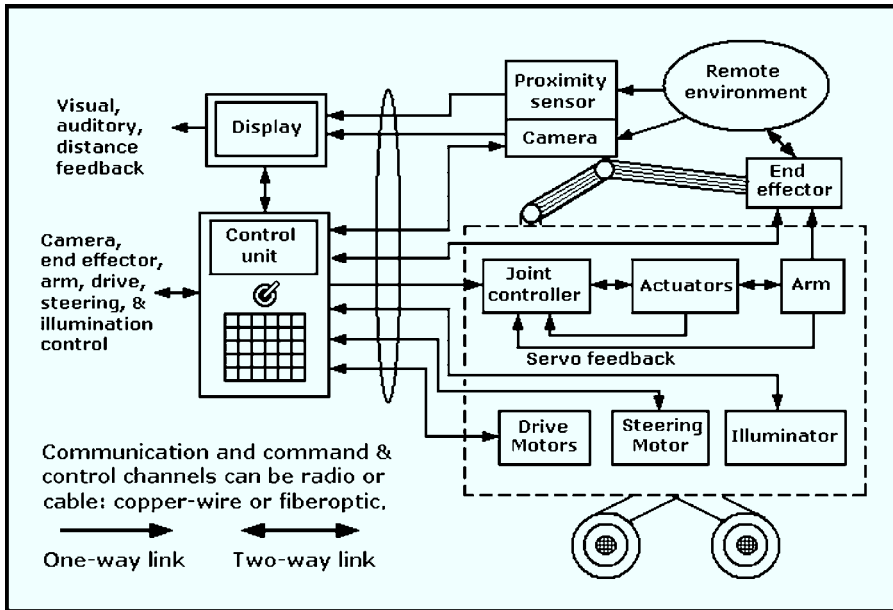 Visual,
auditory,
distance
feedback
Display
Proximity
sensor
Camera
Remote
environment
End
effector
Camera,
end effector,
arm, drive,
steering, &
illumination
control
Control
unit
Joint
controller
Actuators
Arm
Servo feedback
Drive
Motors
Steering
Motor
Illuminator
Communication and command &
control channels can be radio or
cable: copper-wire or fiberoptic.
One-way link
Two-way link